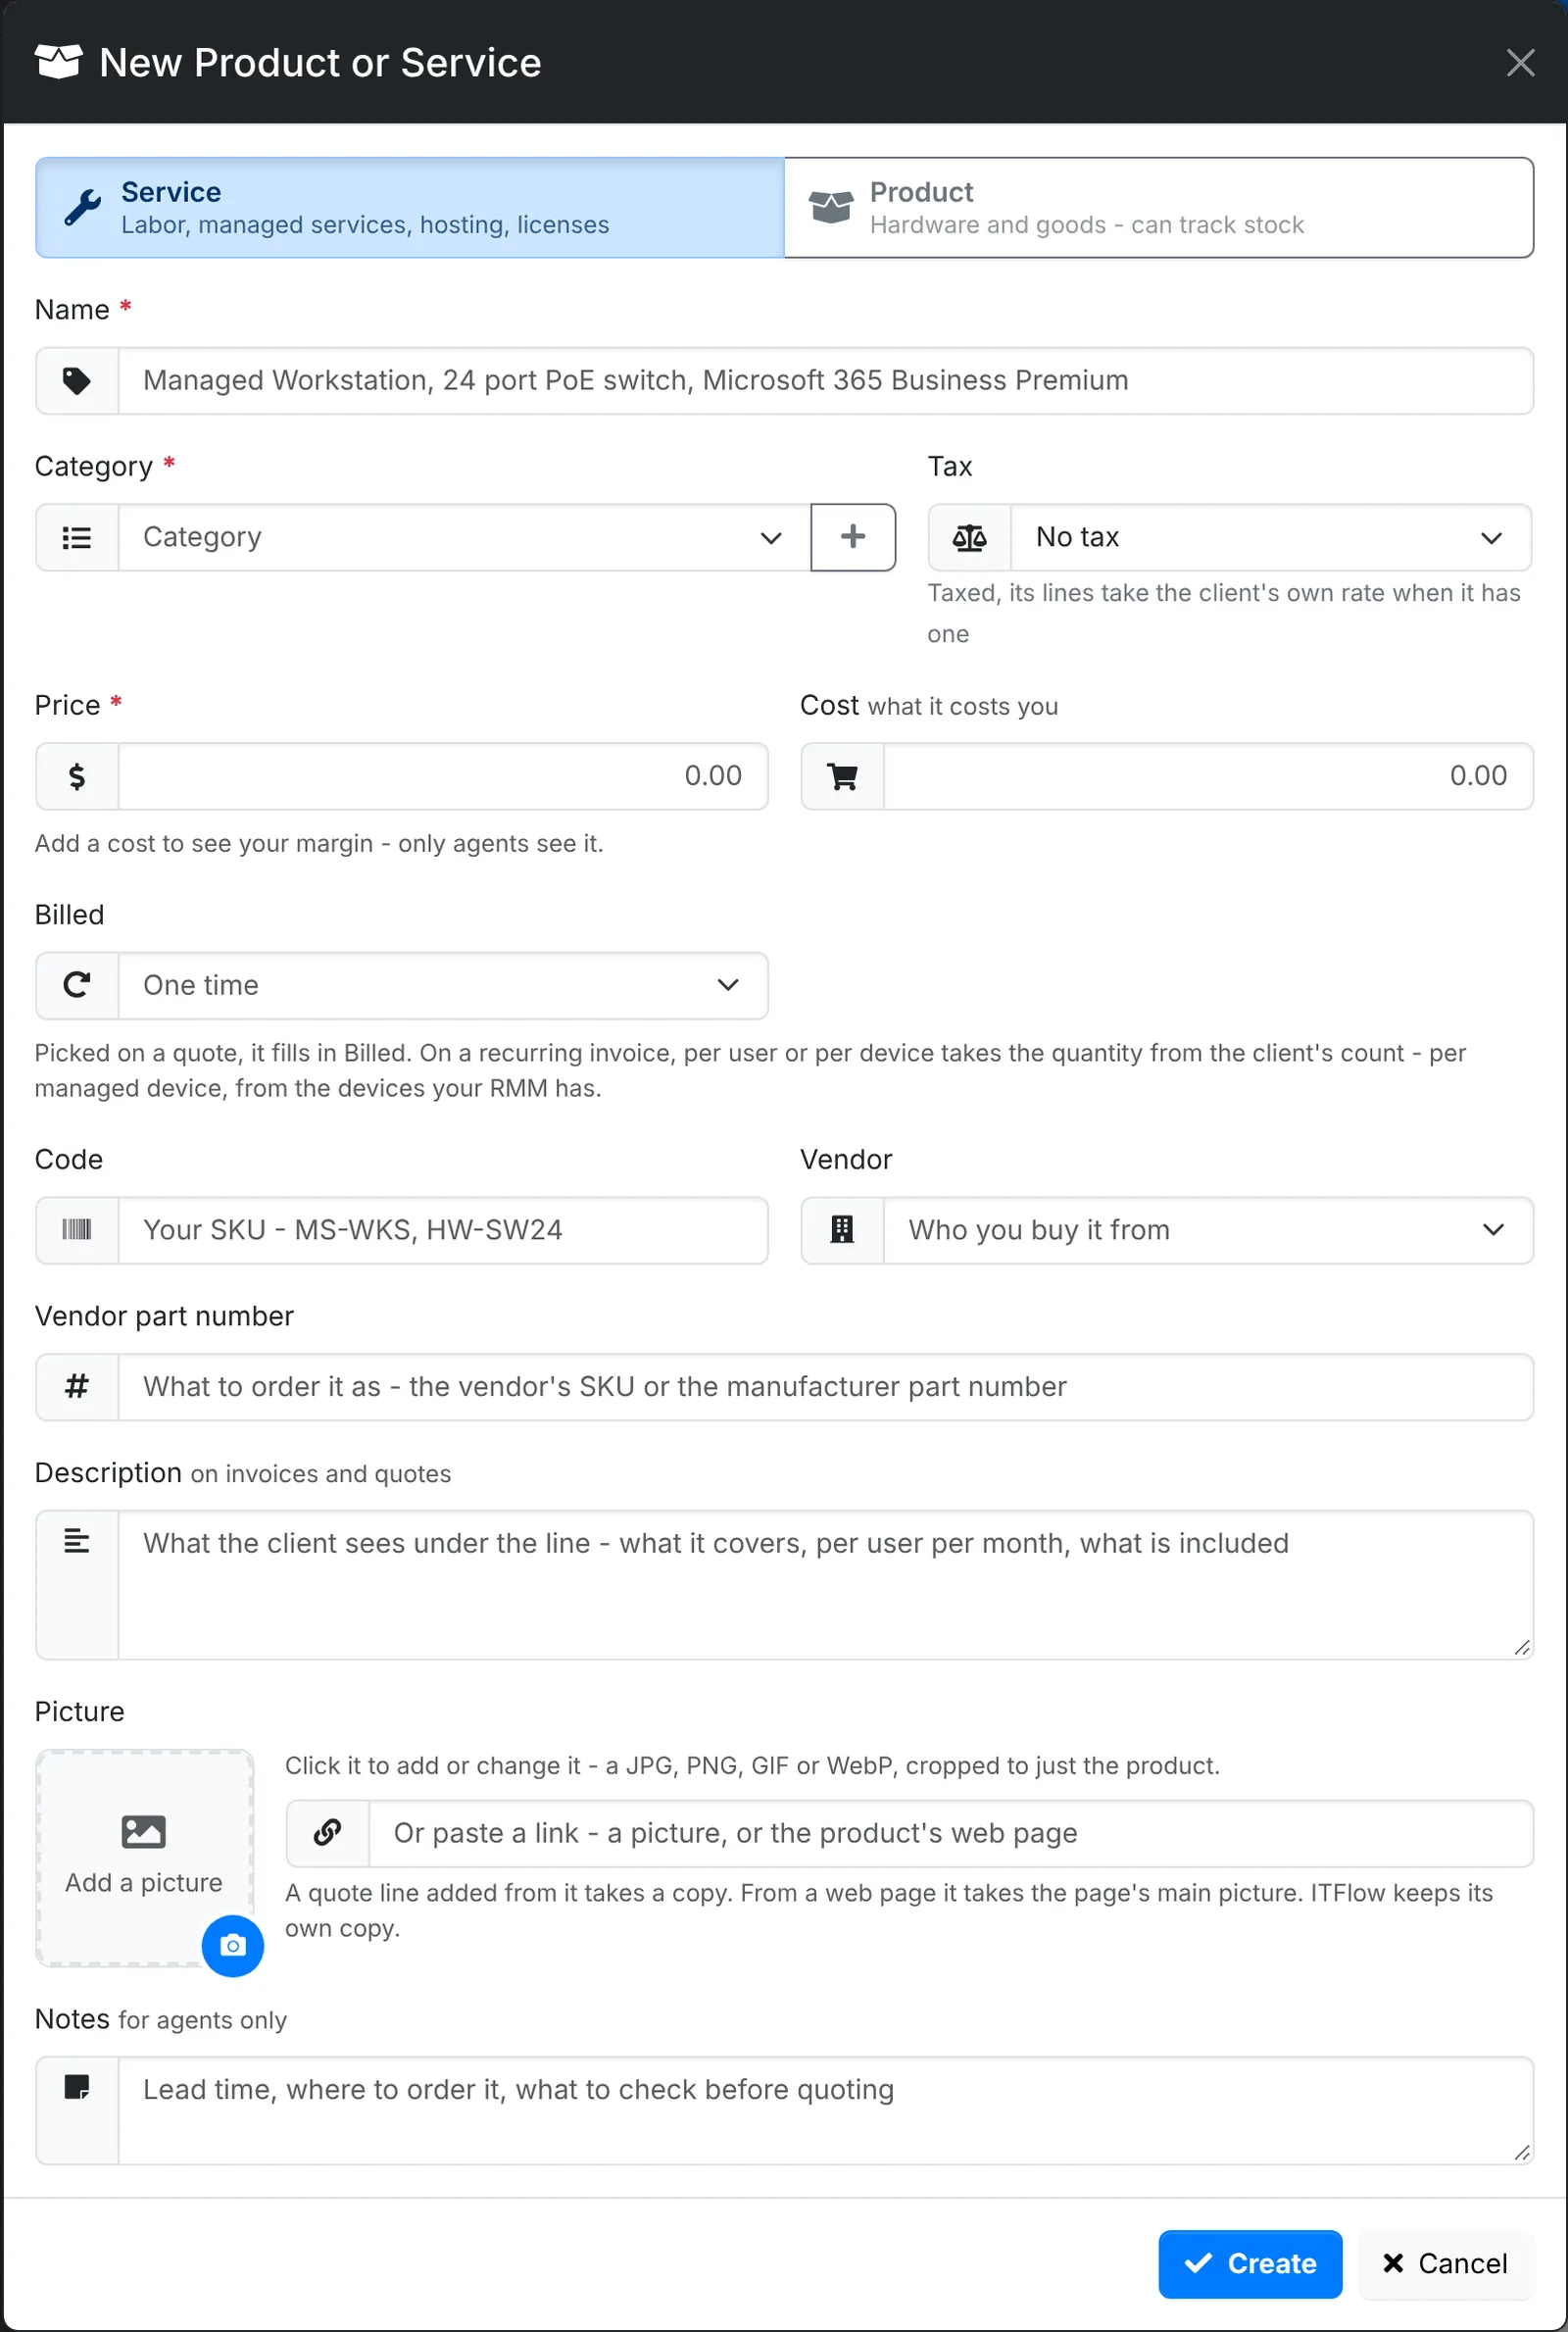 New Product or Service
Service
Labor, managed services, hosting, licenses
Product
Hardware and goods - can track stock
Name *
Managed Workstation, 24 port PoE switch, Microsoft 365 Business Premium
Category *
Tax
Category
No tax
Taxed, its lines take the client's own rate when it has
one
Price *
Cost what it costs you
$
0.00
0.00
Add a cost to see your margin - only agents see it.
Billed
One time
Picked on a quote, it fills in Billed. On a recurring invoice, per user or per device takes the quantity from the client's count - per
managed device, from the devices your RMM has.
Code
Vendor
Your SKU - MS-WKS, HW-SW24
Who you buy it from
Vendor part number
# What to order it as - the vendor's SKU or the manufacturer part number
Description on invoices and quotes
What the client sees under the line - what it covers, per user per month, what is included
Picture
Click it to add or change it - a JPG, PNG, GIF or WebP, cropped to just the product.
Or paste a link - a picture, or the product's web page
Add a picture
A quote line added from it takes a copy. From a web page it takes the page's main picture. ITFlow keeps its
own copy.
Notes for agents only
Lead time, where to order it, what to check before quoting
Create
Cancel